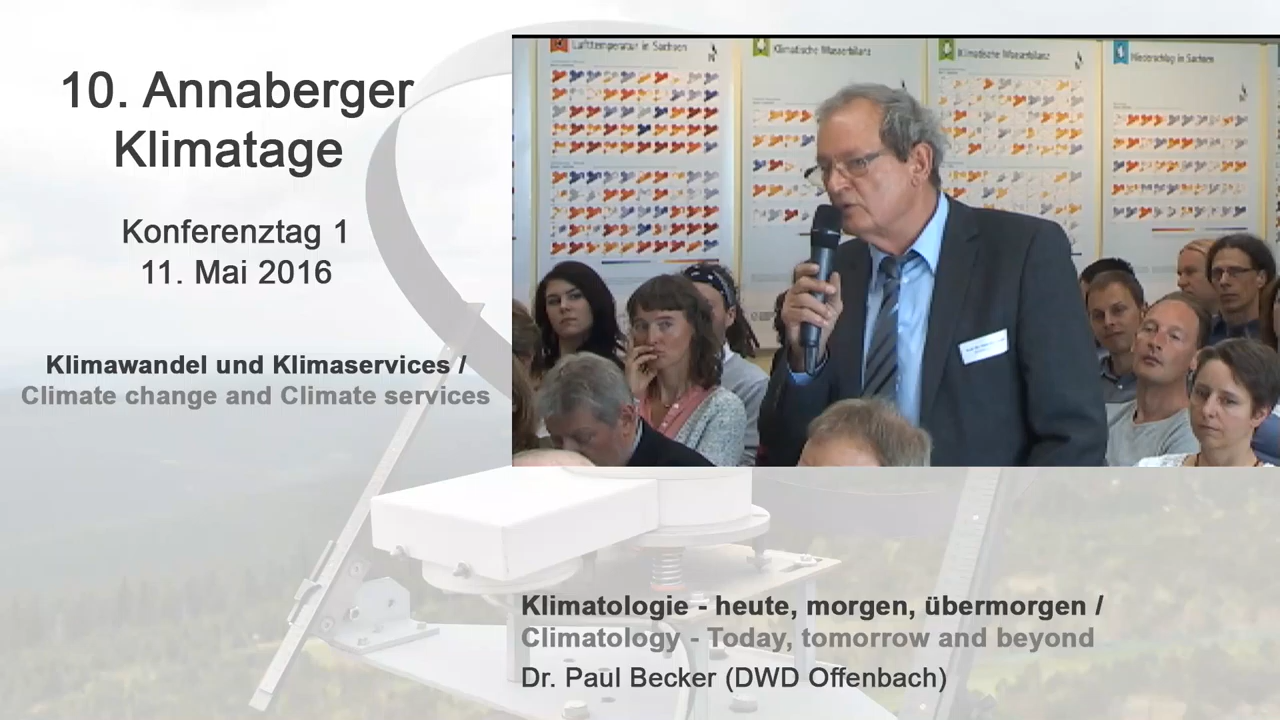 10. Annaberger
Klimatage
Konferenztag 1
11. Mai 2016
Klimawandel und Klimaservices /
Climate change and Climate services
Lufttemperatur in Sachsen
Klimatische Wasserbilanz
Klimatische Wasserbilanz
Niederschlag in Sachsen
N
Klimatologie - heute, morgen, übermorgen /
Climatology - Today, tomorrow and beyond
Dr. Paul Becker (DWD Offenbach)